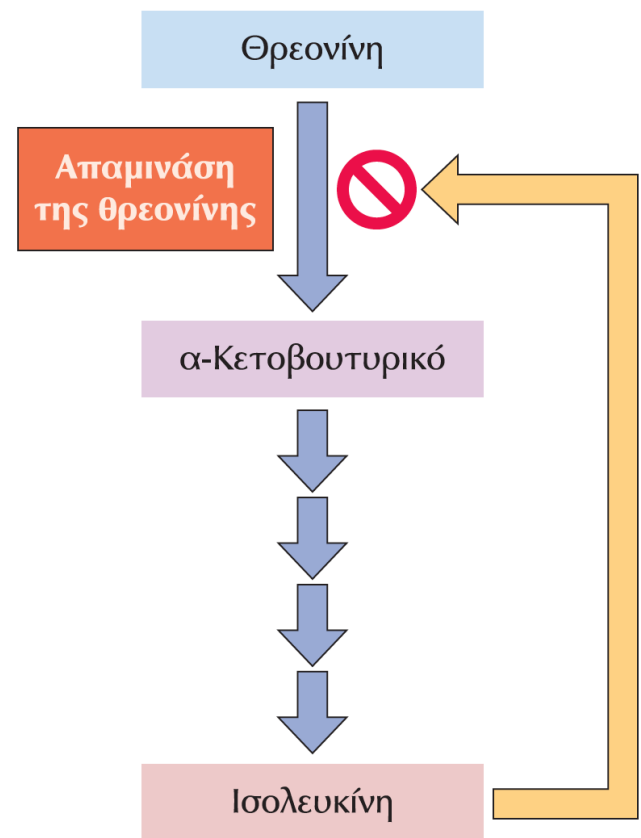 Θρεονίνη
Απαμινάση
της θρεονίνης
α-Κετοβουτυρικό
Ισολευκίνη